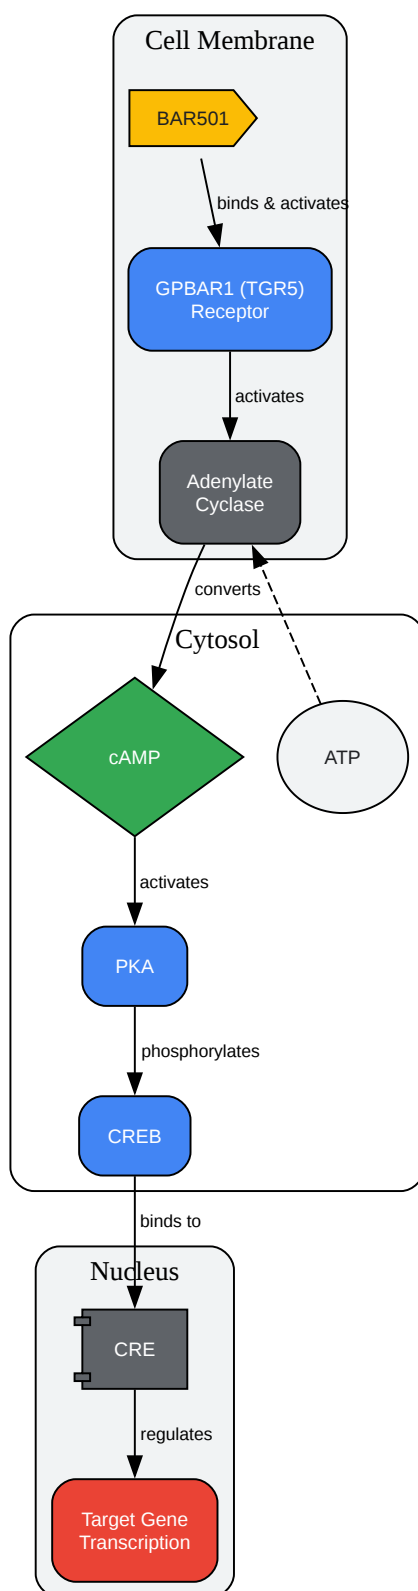 Cell Membrane
BAR501
binds & activates
GPBAR1 (TGR5)
Receptor
activates
Adenylate
Cyclase
converts
Cytosol
cAMP
ATP
activates
PKA
phosphorylates
CREB
binds to
Nucleus
CRE
regulates
Target Gene
Transcription